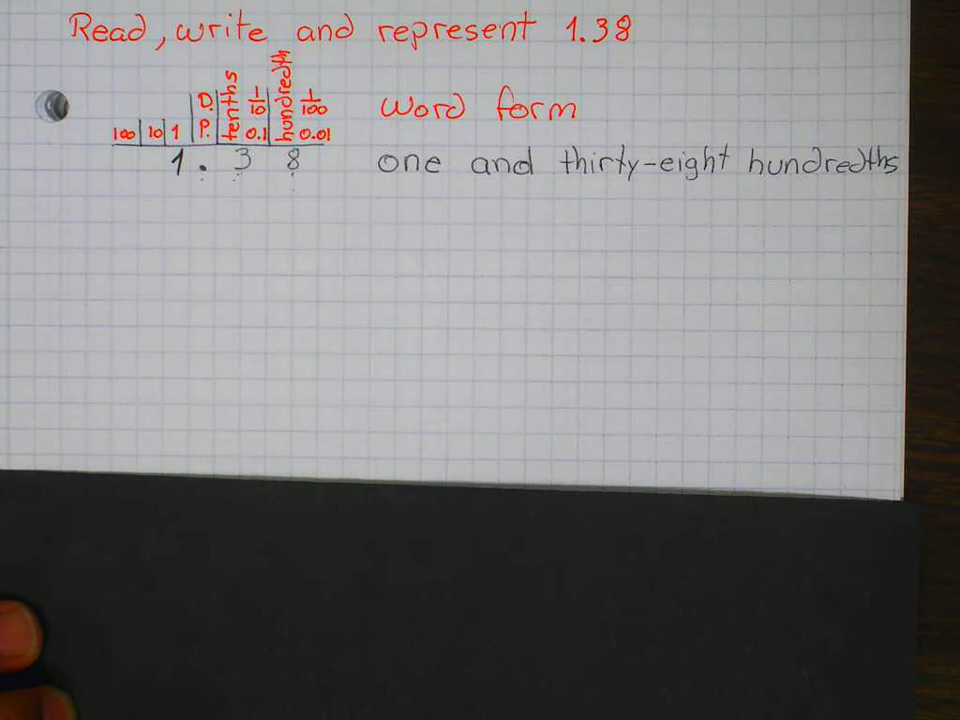 Read, write and represent 1.38
100 10 1 D. P. tenths 1/10 0.1 hundredth 1/100 0.01
1 . 3 8
word form
one and thirty-eight hundredths